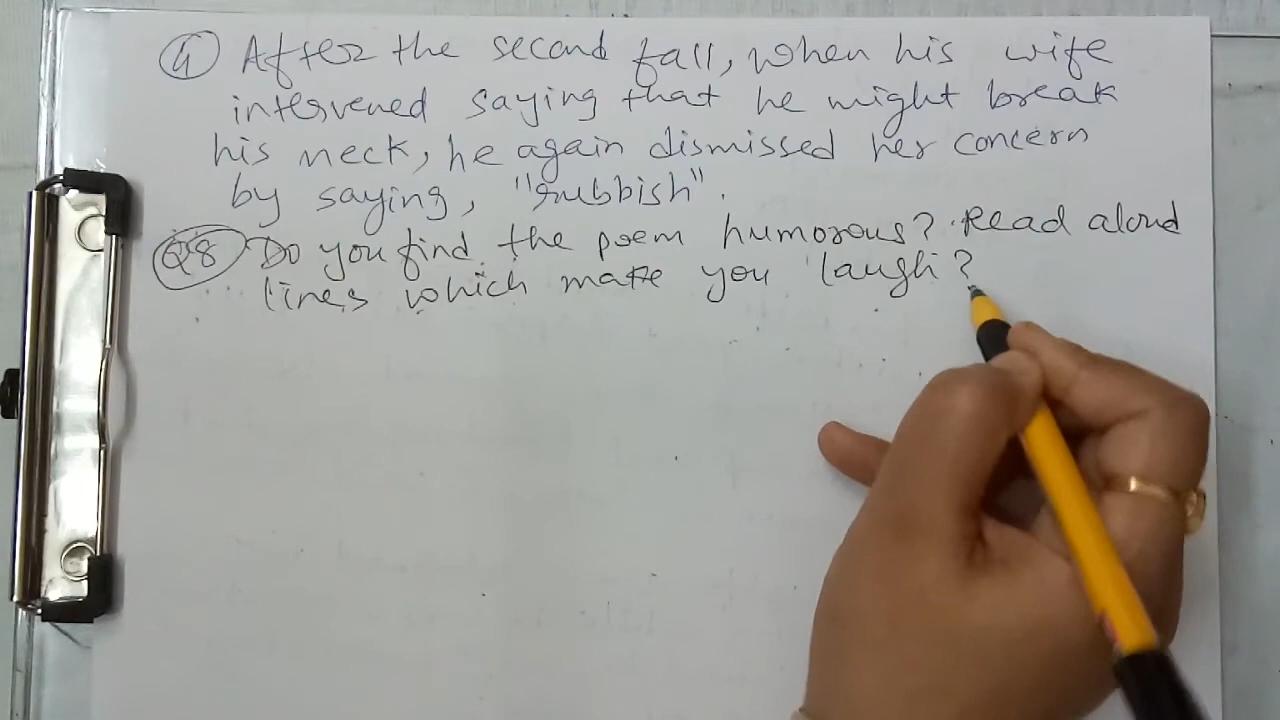 4 After the second fall, when his wife
intervened saying that he might break
his neck, he again dismissed her concern
by saying, "rubbish".
Q8 Do you find the poem humorous? Read aloud
lines which make you laugh?